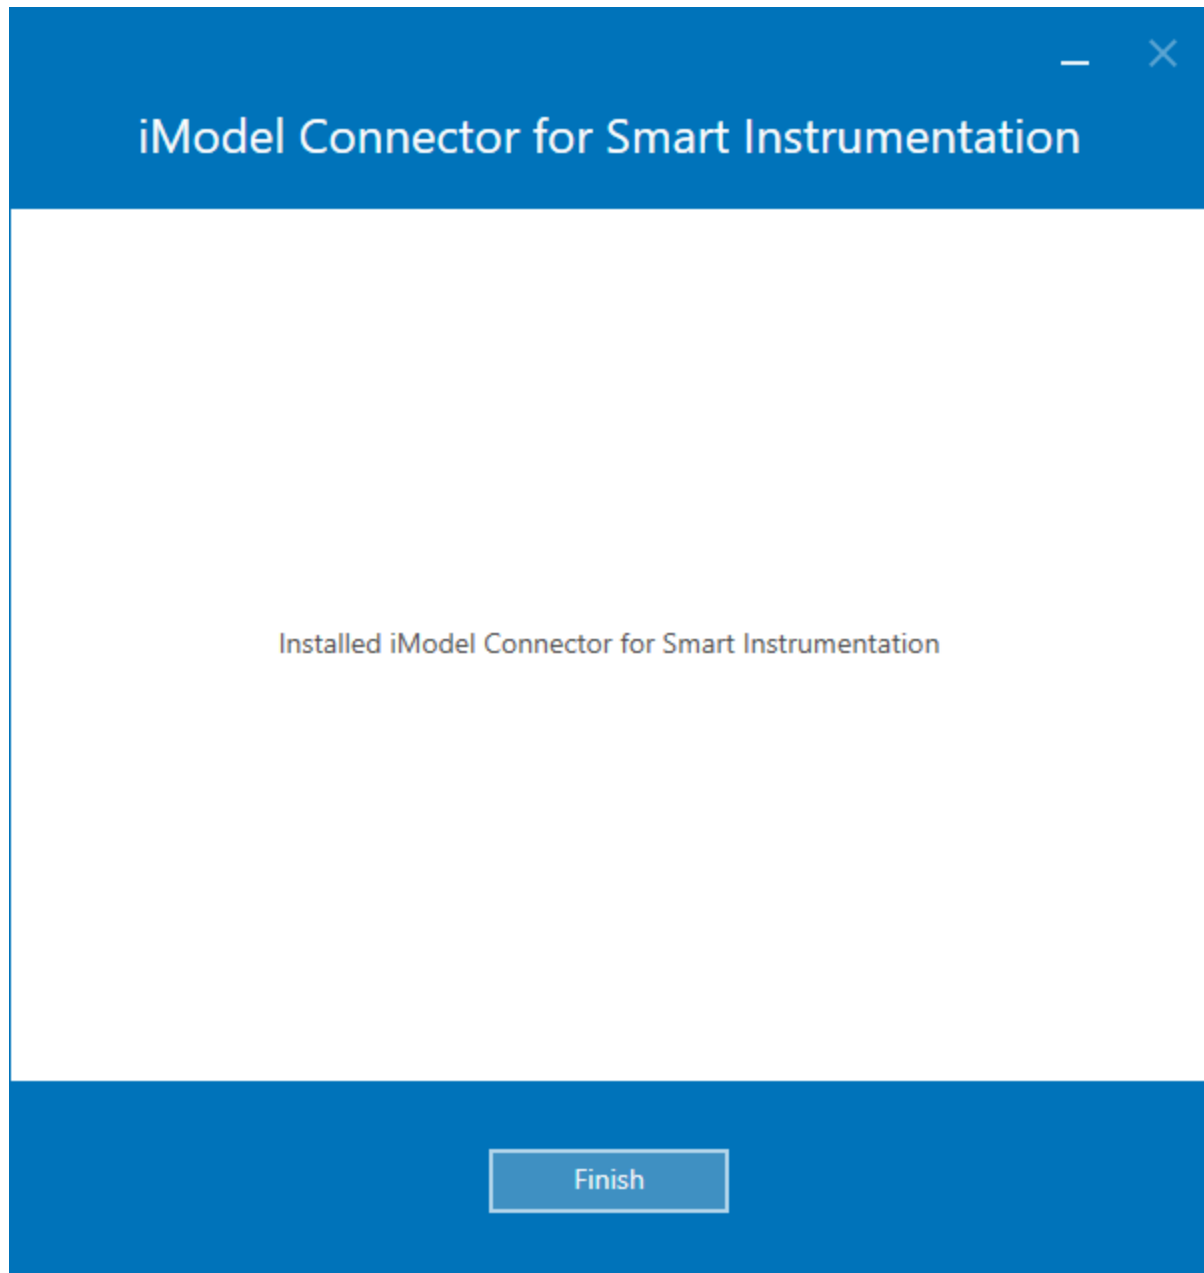 iModel Connector for Smart Instrumentation
Installed iModel Connector for Smart Instrumentation
Finish